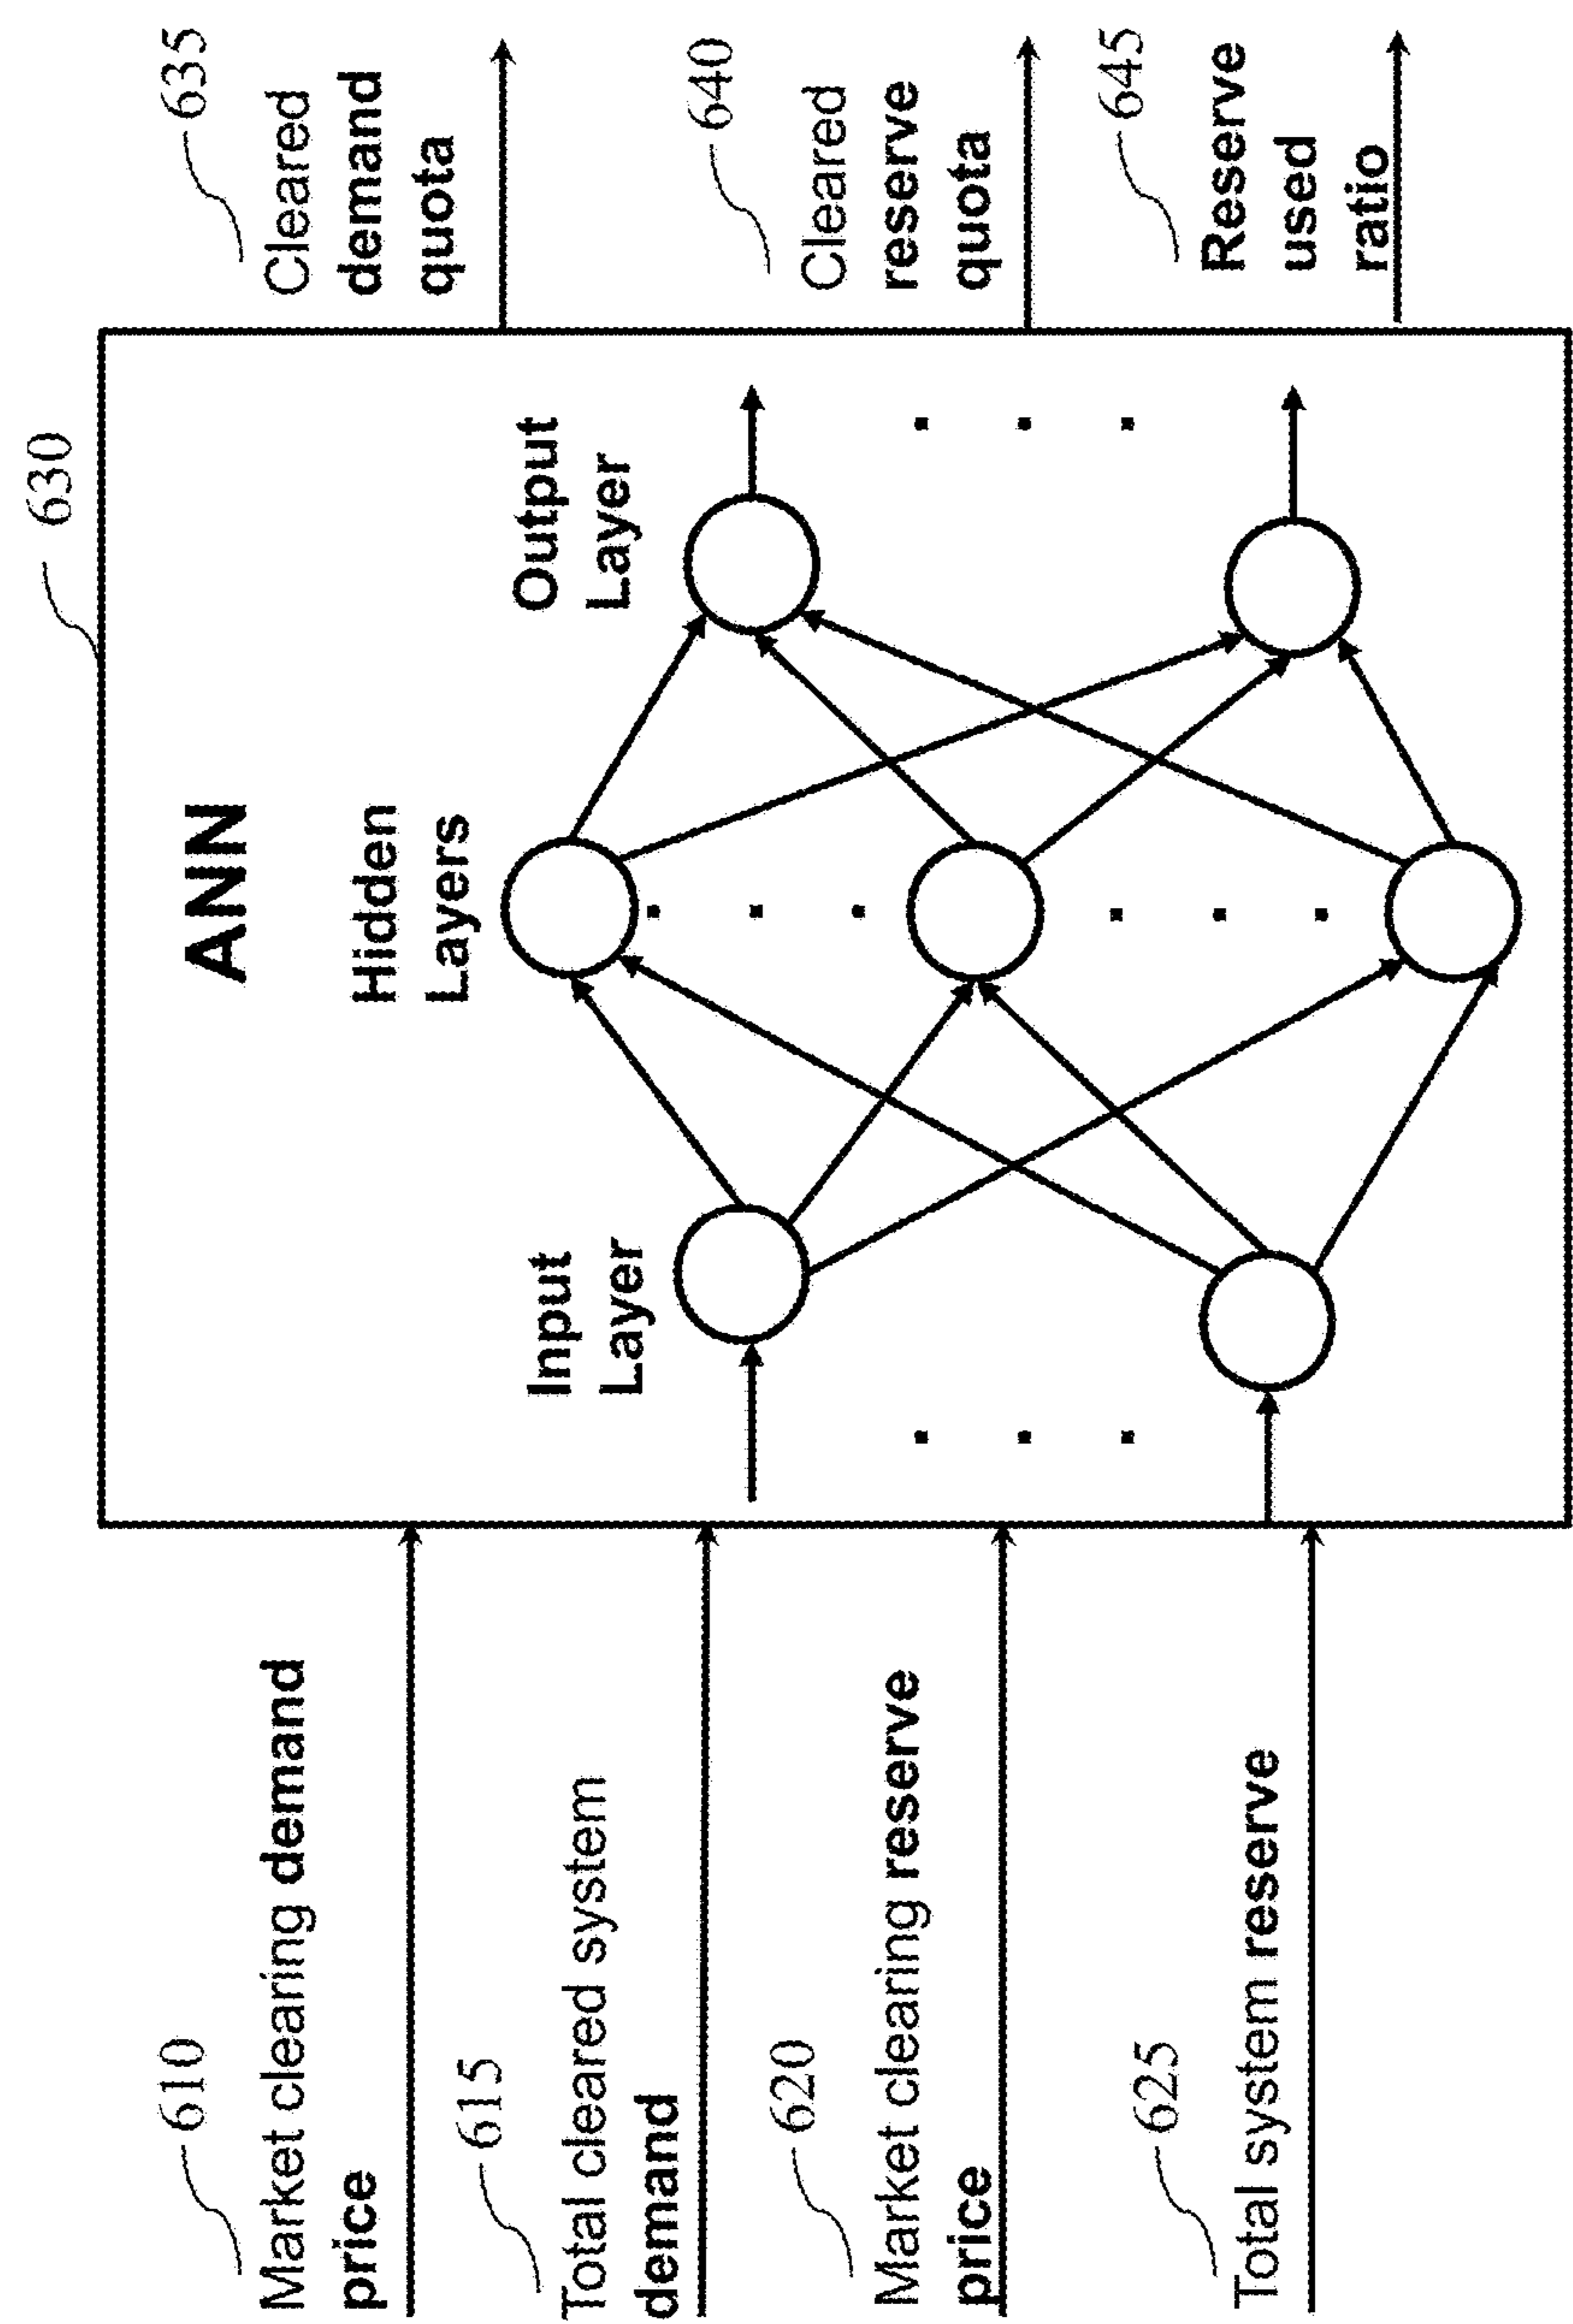 630
610
Market clearing demand
price
615
Total cleared system
demand
620
Market clearing reserve
price
625
Total system reserve
ANN
Input
Layer
Hidden
Layers
Output
Layer
635
Cleared
demand
quota
640
Cleared
reserve
quota
645
Reserve
used
ratio